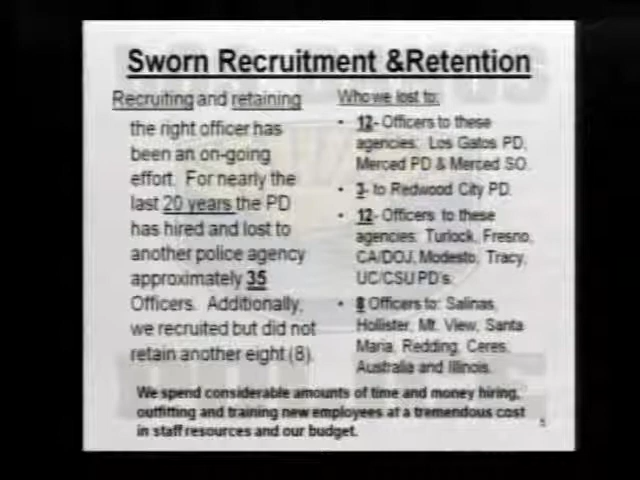 Sworn Recruitment &Retention
Recruiting and retaining
the right officer has
been an on-going
effort. For nearly the
last 20 years the PD
has hired and lost to
another police agency
approximately 35
Officers. Additionally,
we recruited but did not
retain another eight (8).
Who we lost to:
• 12- Officers to these
agencies: Los Gatos PD,
Merced PD & Merced SO.
• 3- to Redwood City PD.
• 12- Officers to these
agencies: Turlock, Fresno,
CA/DOJ, Modesto, Tracy,
UC/CSU PD's.
• 8 Officers to: Salinas,
Hollister, Mt. View, Santa
Maria, Redding, Ceres,
Australia and Illinois.
We spend considerable amounts of time and money hiring,
outfitting and training new employees at a tremendous cost
in staff resources and our budget.